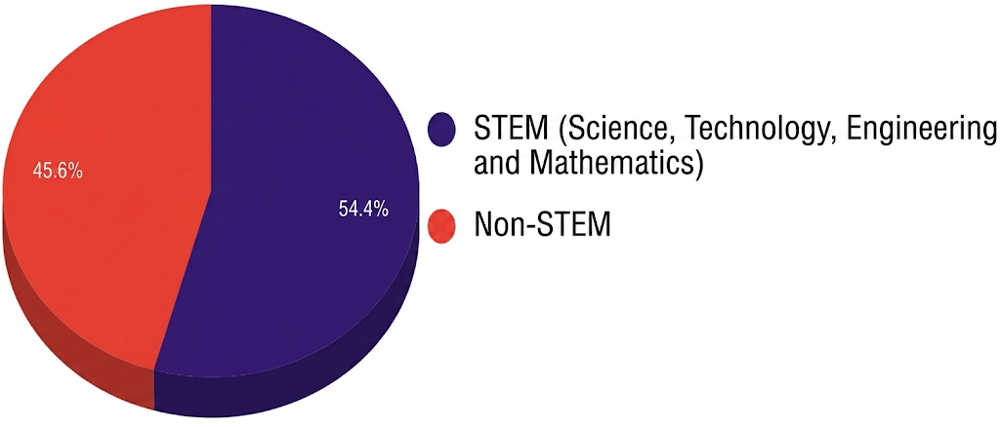 45.6%
54.4%
STEM (Science, Technology, Engineering
and Mathematics)
Non-STEM